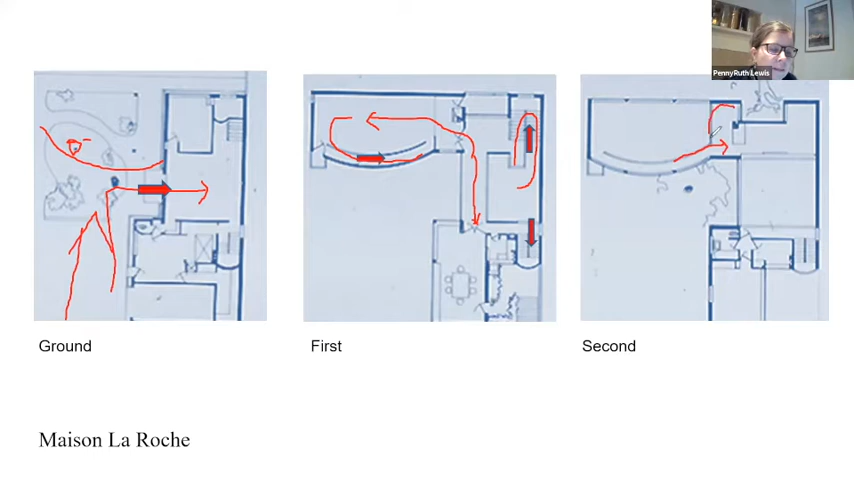 PennyRuth Lewis
Ground
First
Second
Maison La Roche